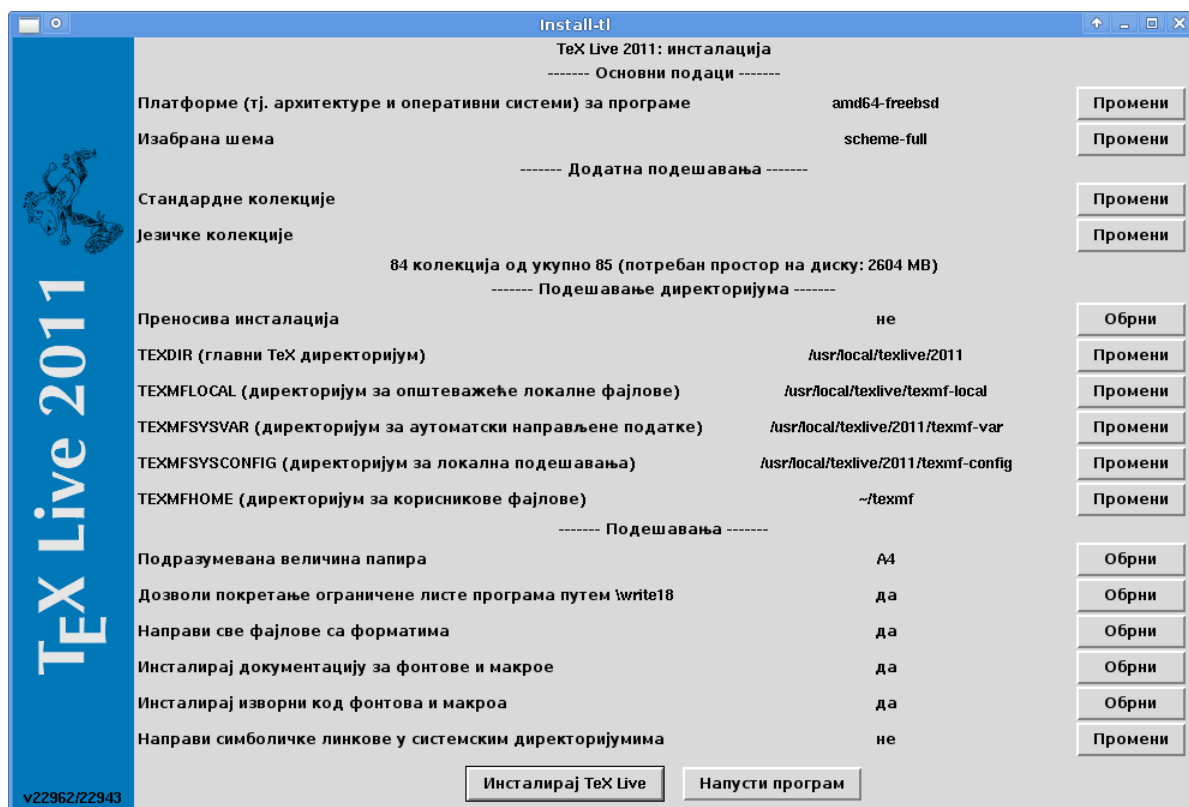 Install-tl
TeX Live 2011: инсталација
------- Основни подаци -------
Платформе (тј. архитектуре и оперативни системи) за програме amd64-freebsd Промени
Изабрана шема scheme-full Промени
------- Додатна подешавања -------
Стандардне колекције Промени
Језичке колекције Промени
84 колекција од укупно 85 (потребан простор на диску: 2604 MB)
------- Подешавање директоријума -------
Преносива инсталација не Обрни
TEXDIR (главни TeX директоријум) /usr/local/texlive/2011 Промени
TEXMFLOCAL (директоријум за општеважеће локалне фајлове) /usr/local/texlive/texmf-local Промени
TEXMFSYSVAR (директоријум за аутоматски направљене податке) /usr/local/texlive/2011/texmf-var Промени
TEXMFSYSCONFIG (директоријум за локална подешавања) /usr/local/texlive/2011/texmf-config Промени
TEXMFHOME (директоријум за корисникове фајлове) ~/texmf Промени
------- Подешавања -------
Подразумевана величина папира A4 Обрни
Дозволи покретање ограничене листе програма путем \write18 да Обрни
Направи све фајлове са форматима да Обрни
Инсталирај документацију за фонтове и макрое да Обрни
Инсталирај изворни код фонтова и макроа да Обрни
Направи симболичке линкове у системским директоријумима не Промени
Инсталирај TeX Live Напусти програм
TEX Live 2011
v22962/22943